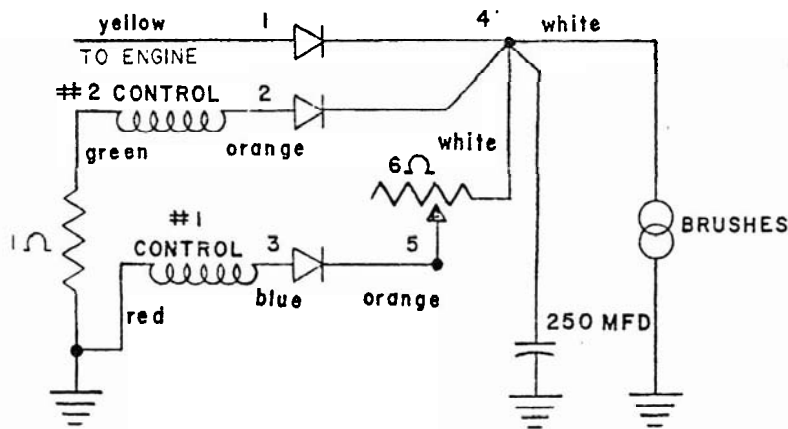 yellow 1 4 white
TO ENGINE
#2 CONTROL 2
green orange
white
6Ω
1Ω
#1
CONTROL 3 5
blue orange
red
BRUSHES
250 MFD